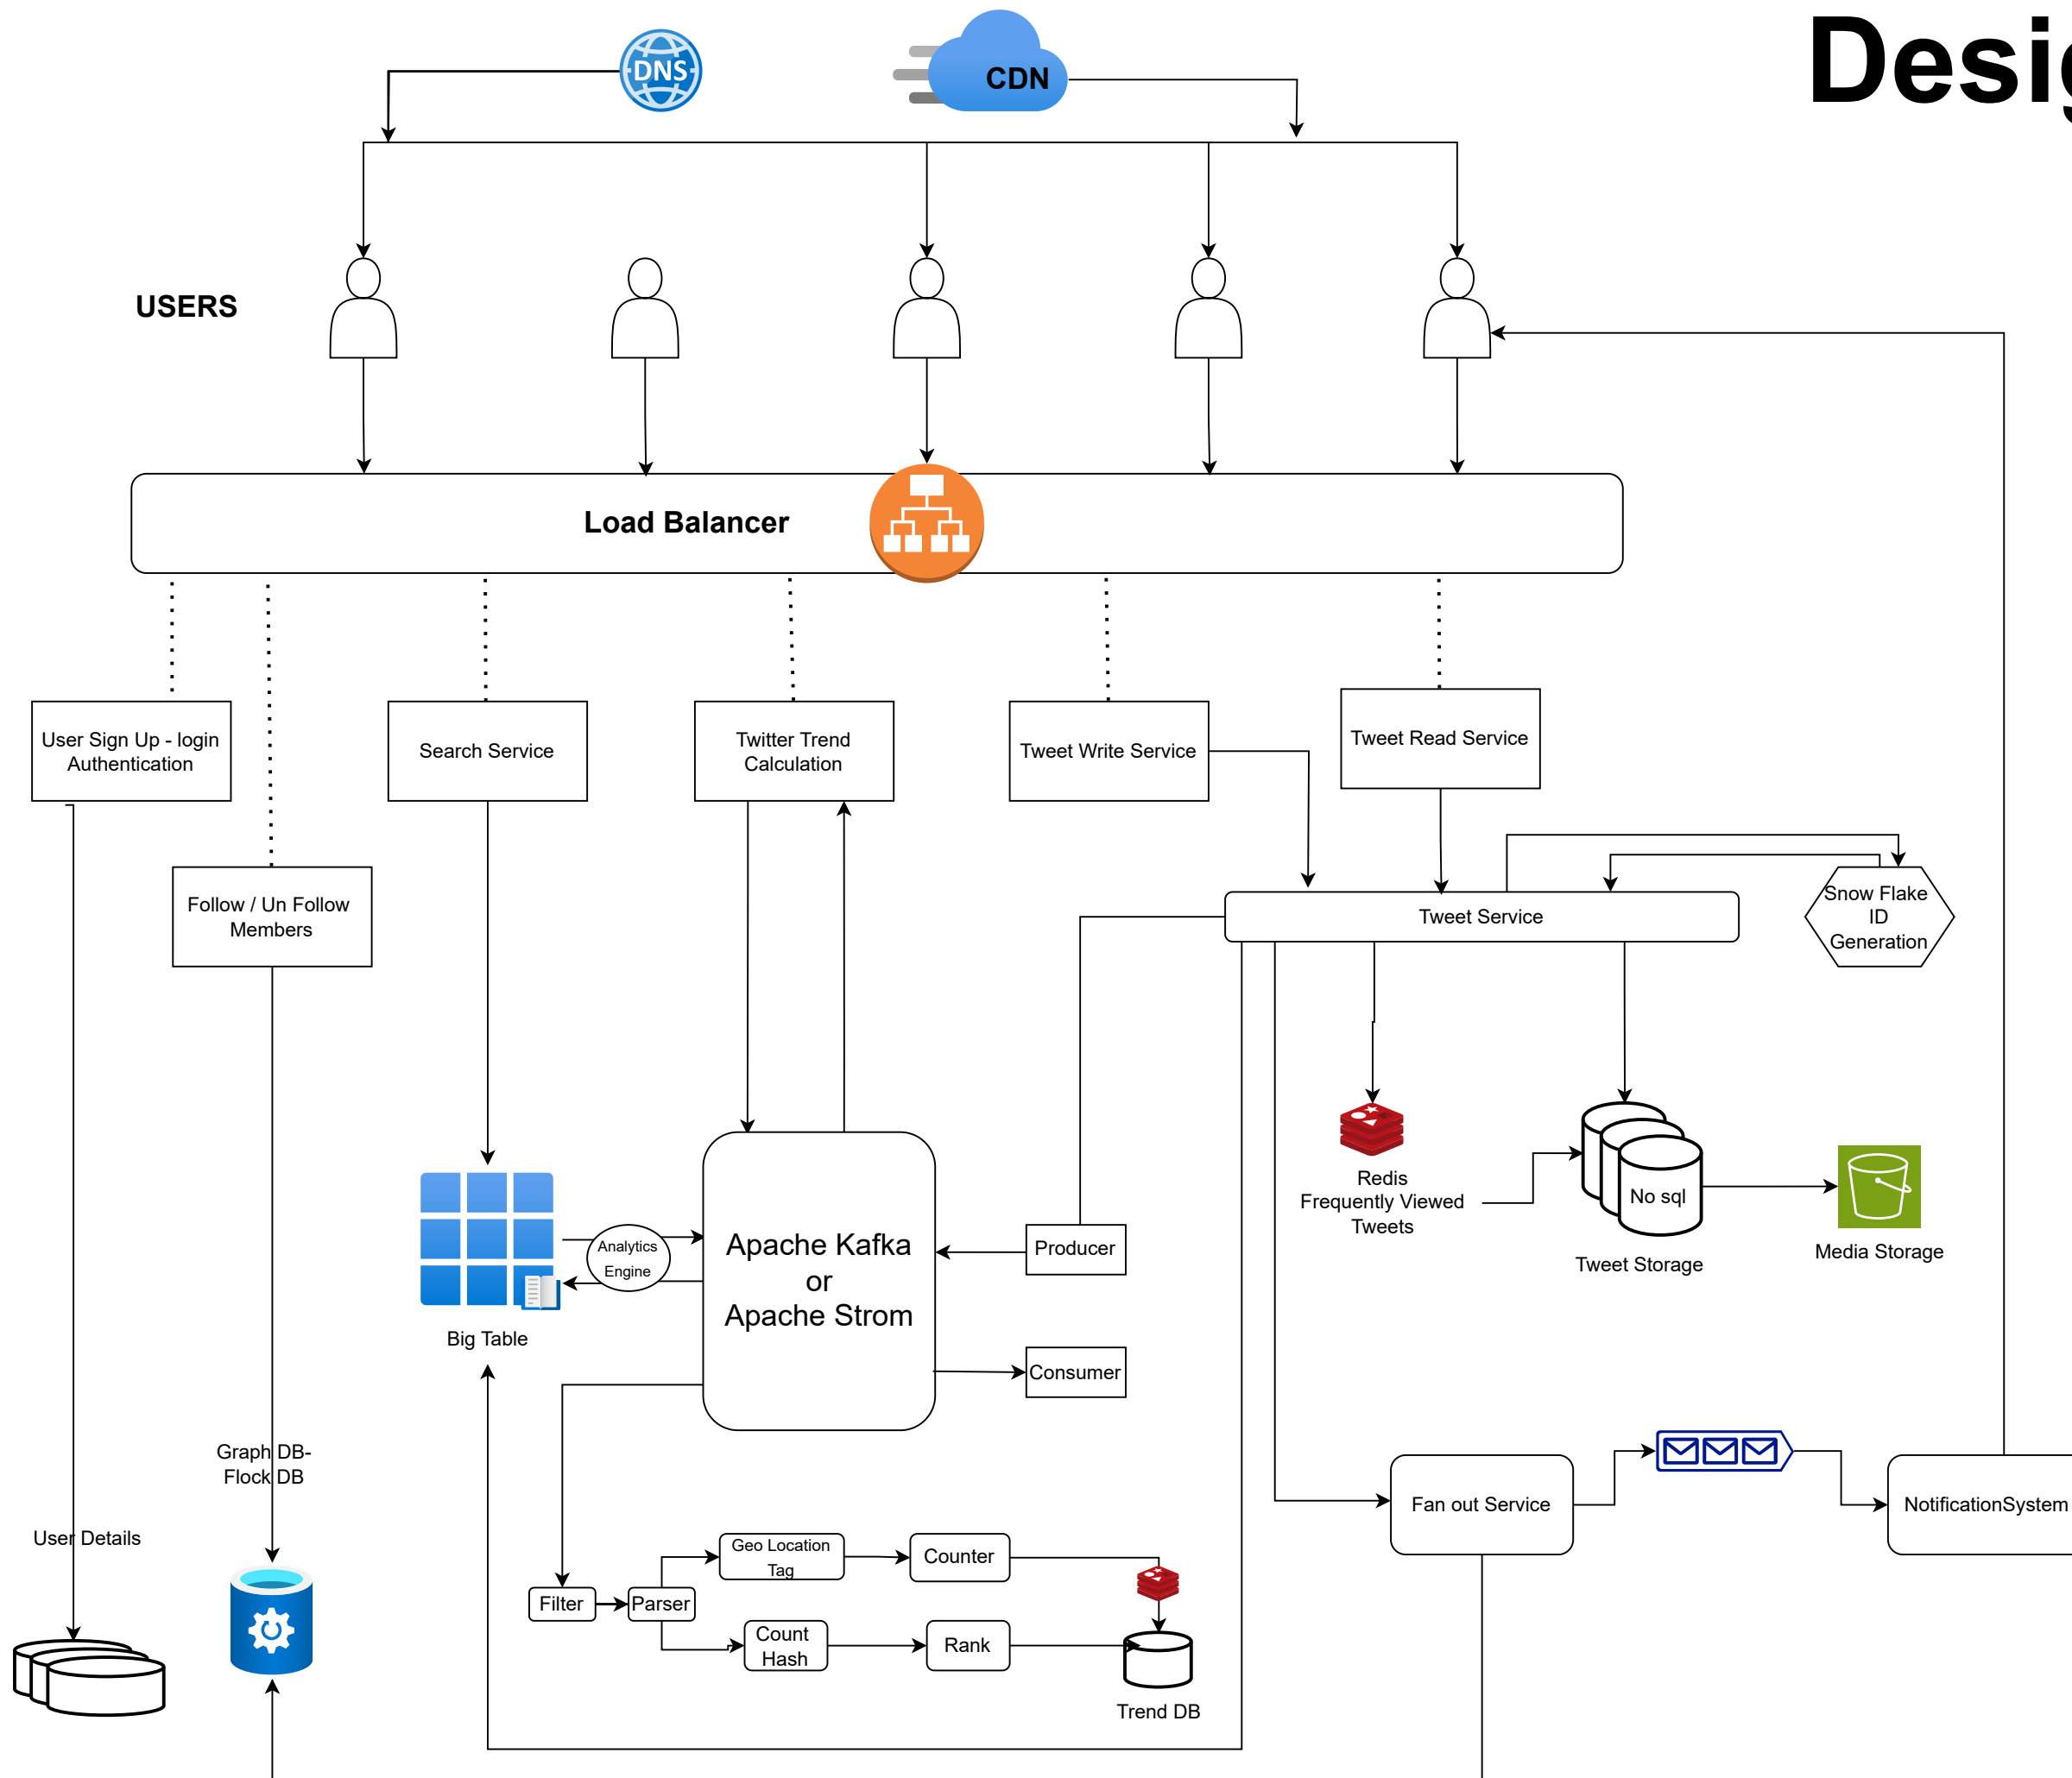 DNS
CDN
Desig
USERS
Load Balancer
User Sign Up - login
Authentication
Search Service
Twitter Trend
Calculation
Tweet Write Service
Tweet Read Service
Follow / Un Follow
Members
Tweet Service
Snow Flake
ID
Generation
Redis
Frequently Viewed
Tweets
No sql
Tweet Storage
Media Storage
Analytics
Engine
Apache Kafka
or
Apache Strom
Producer
Big Table
Consumer
Graph DB-
Flock DB
User Details
Fan out Service
NotificationSystem
Geo Location
Tag
Counter
Filter
Parser
Count
Hash
Rank
Trend DB